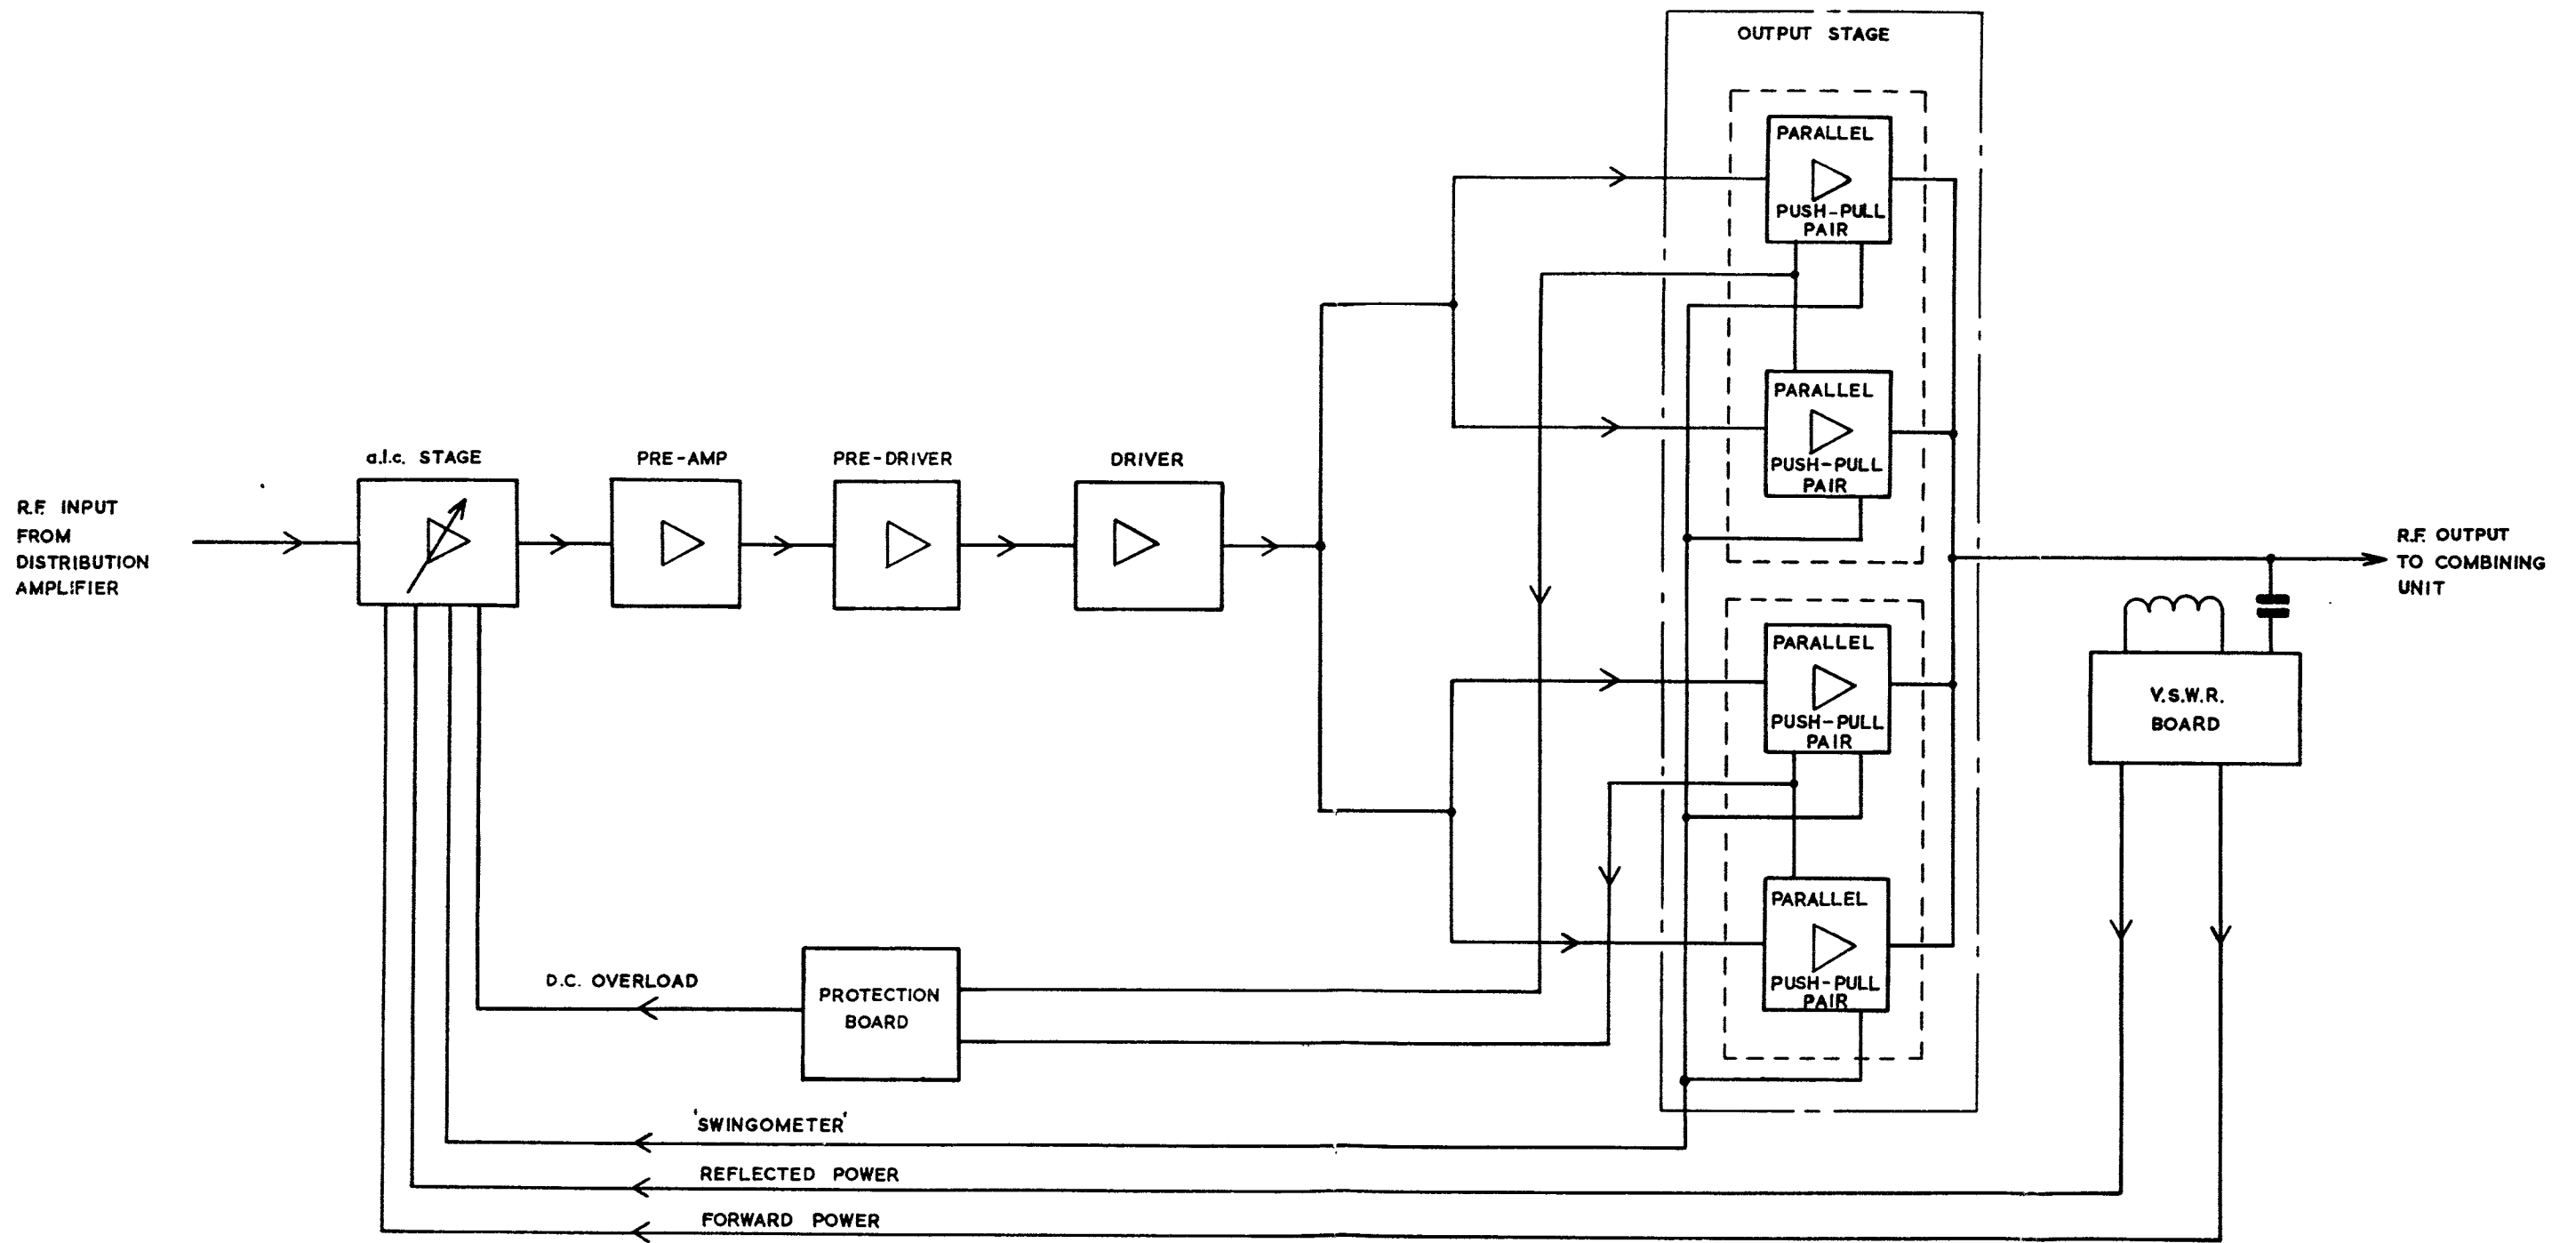 OUTPUT STAGE
PARALLEL
PUSH-PULL
PAIR
PARALLEL
PUSH-PULL
PAIR
a.l.c. STAGE
PRE-AMP
PRE-DRIVER
DRIVER
R.F. INPUT
FROM
DISTRIBUTION
AMPLIFIER
R.F. OUTPUT
TO COMBINING
UNIT
PARALLEL
PUSH-PULL
PAIR
V.S.W.R.
BOARD
PARALLEL
PUSH-PULL
PAIR
D.C. OVERLOAD
PROTECTION
BOARD
'SWINGOMETER'
REFLECTED POWER
FORWARD POWER